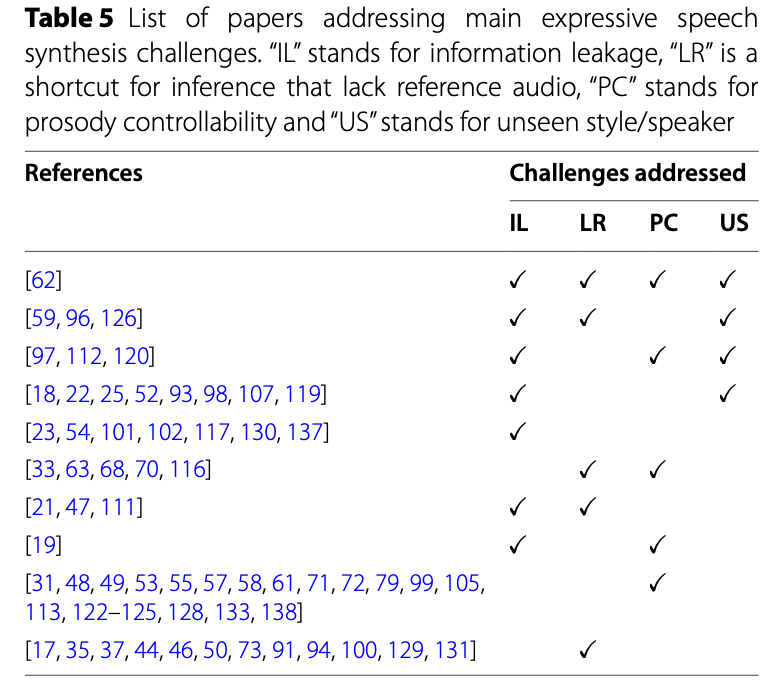 Table 5 List of papers addressing main expressive speech
synthesis challenges. “IL” stands for information leakage, “LR” is a
shortcut for inference that lack reference audio, “PC” stands for
prosody controllability and “US” stands for unseen style/speaker
References Challenges addressed
IL LR PC US
[62] ✓ ✓ ✓ ✓
[59, 96, 126] ✓ ✓ ✓
[97, 112, 120] ✓ ✓ ✓
[18, 22, 25, 52, 93, 98, 107, 119] ✓ ✓
[23, 54, 101, 102, 117, 130, 137] ✓
[33, 63, 68, 70, 116] ✓ ✓
[21, 47, 111] ✓ ✓
[19] ✓ ✓
[31, 48, 49, 53, 55, 57, 58, 61, 71, 72, 79, 99, 105, ✓
113, 122–125, 128, 133, 138]
[17, 35, 37, 44, 46, 50, 73, 91, 94, 100, 129, 131] ✓